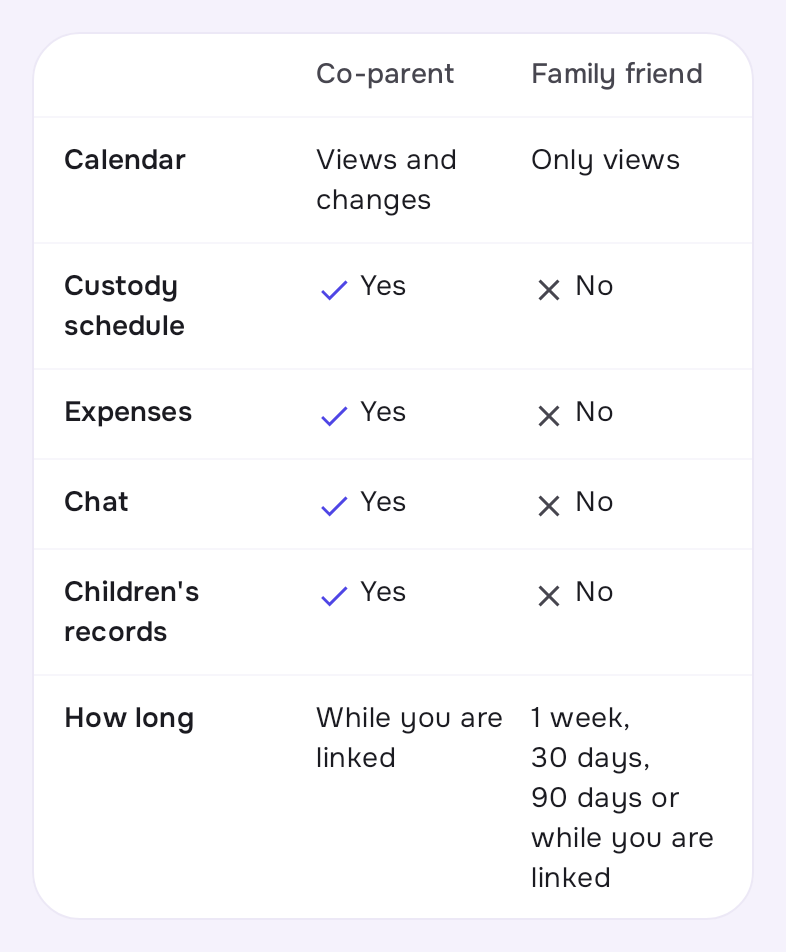 Co-parent Family friend
Calendar Views and changes Only views
Custody schedule Yes No
Expenses Yes No
Chat Yes No
Children's records Yes No
How long While you are linked 1 week, 30 days, 90 days or while you are linked